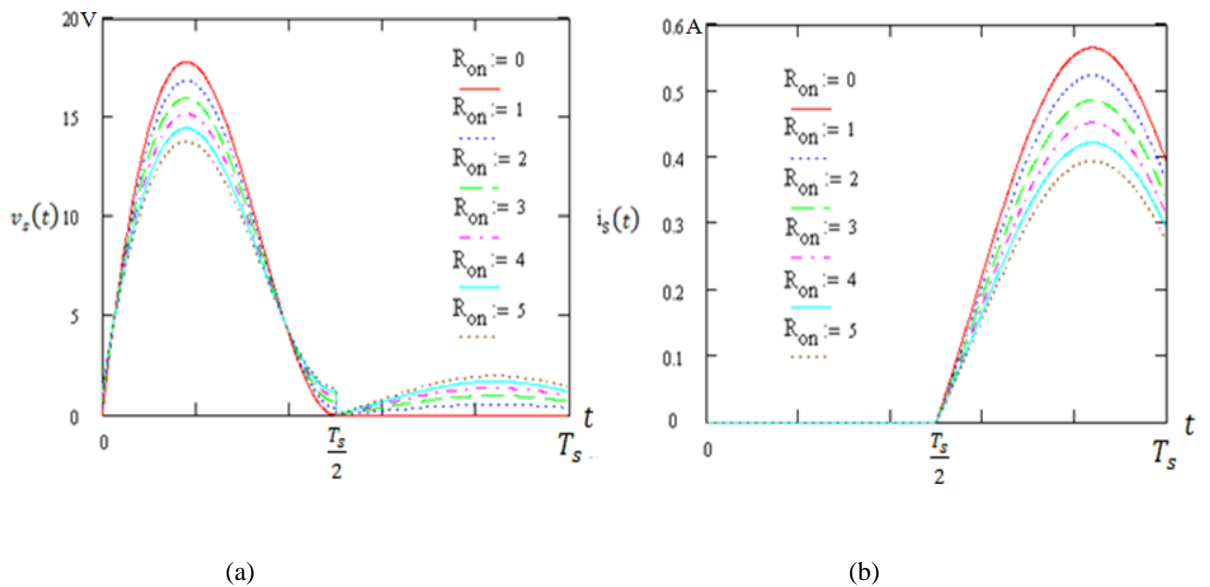 20 V
15
10
5
0
v_s(t)
R_on := 0
R_on := 1
R_on := 2
R_on := 3
R_on := 4
R_on := 5
0
T_s/2
T_s
t
(a)
0.6 A
0.5
0.4
0.3
0.2
0.1
0
i_s(t)
R_on := 0
R_on := 1
R_on := 2
R_on := 3
R_on := 4
R_on := 5
0
T_s/2
T_s
t
(b)